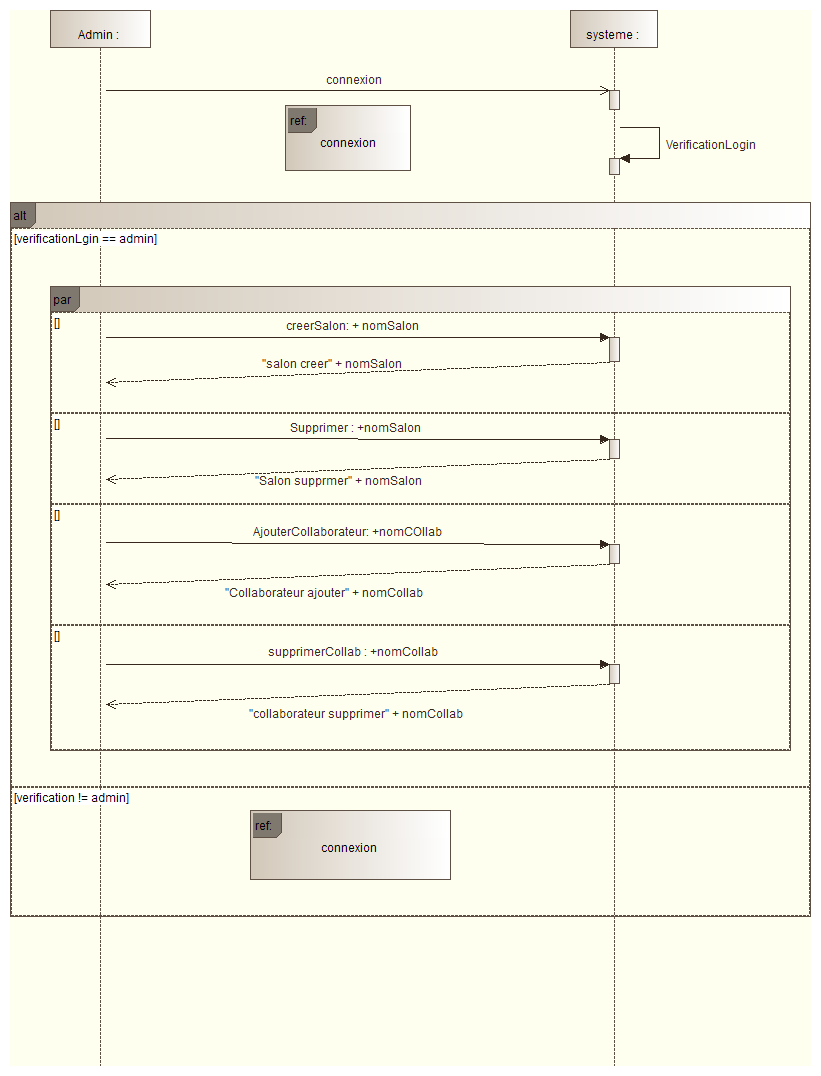 Admin :
systeme :
connexion
ref:
connexion
VerificationLogin
alt
[verificationLgin == admin]
par
[]
creerSalon: + nomSalon
"salon creer" + nomSalon
[]
Supprimer : +nomSalon
"Salon supprmer" + nomSalon
[]
AjouterCollaborateur: +nomCOllab
"Collaborateur ajouter" + nomCollab
[]
supprimerCollab : +nomCollab
"collaborateur supprimer" + nomCollab
[verification != admin]
ref:
connexion